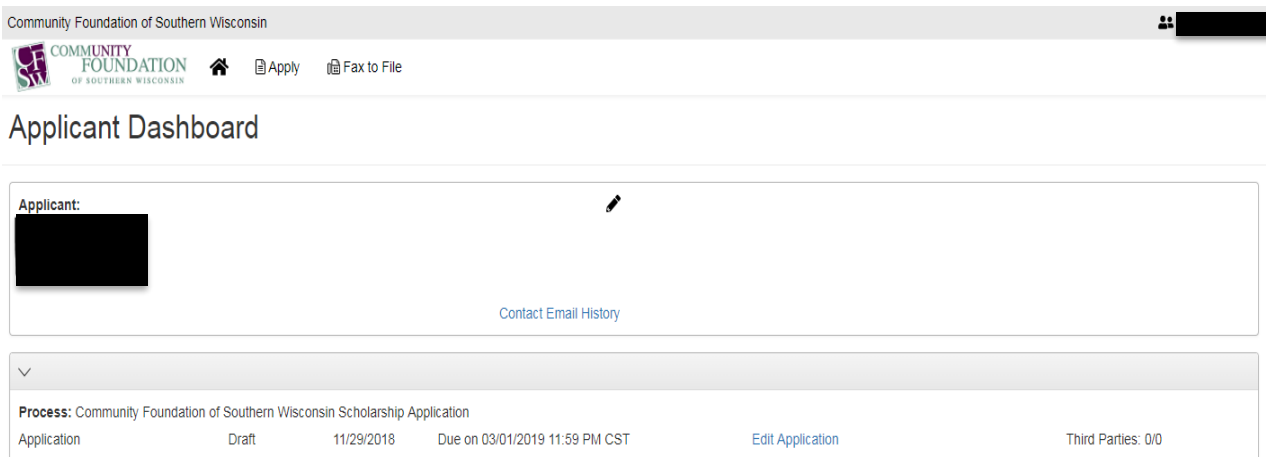 Community Foundation of Southern Wisconsin
CFSW COMMUNITY FOUNDATION OF SOUTHERN WISCONSIN Apply Fax to File
Applicant Dashboard
Applicant:
Contact Email History
Process: Community Foundation of Southern Wisconsin Scholarship Application
Application Draft 11/29/2018 Due on 03/01/2019 11:59 PM CST Edit Application Third Parties: 0/0